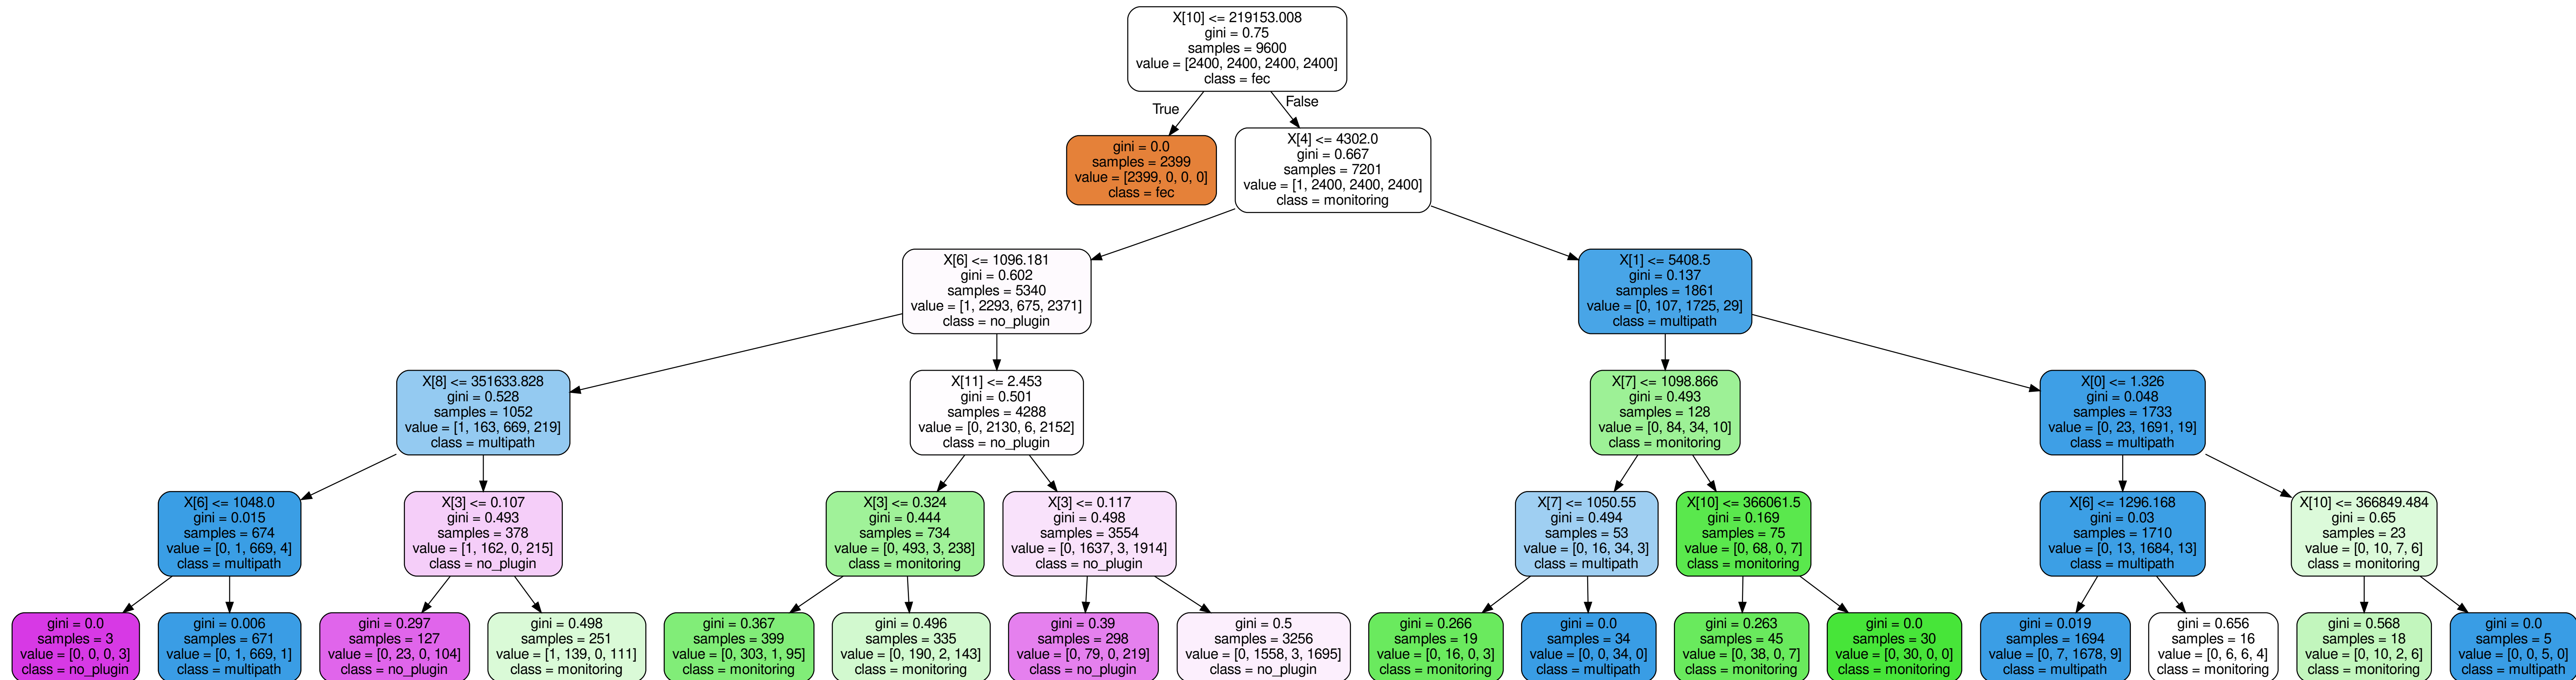 X[10] <= 219153.008
gini = 0.75
samples = 9600
value = [2400, 2400, 2400, 2400]
class = fec
True
False
gini = 0.0
samples = 2399
value = [2399, 0, 0, 0]
class = fec
X[4] <= 4302.0
gini = 0.667
samples = 7201
value = [1, 2400, 2400, 2400]
class = monitoring
X[6] <= 1096.181
gini = 0.602
samples = 5340
value = [1, 2293, 675, 2371]
class = no_plugin
X[1] <= 5408.5
gini = 0.137
samples = 1861
value = [0, 107, 1725, 29]
class = multipath
X[8] <= 351633.828
gini = 0.528
samples = 1052
value = [1, 163, 669, 219]
class = multipath
X[11] <= 2.453
gini = 0.501
samples = 4288
value = [0, 2130, 6, 2152]
class = no_plugin
X[7] <= 1098.866
gini = 0.493
samples = 128
value = [0, 84, 34, 10]
class = monitoring
X[0] <= 1.326
gini = 0.048
samples = 1733
value = [0, 23, 1691, 19]
class = multipath
X[6] <= 1048.0
gini = 0.015
samples = 674
value = [0, 1, 669, 4]
class = multipath
X[3] <= 0.107
gini = 0.493
samples = 378
value = [1, 162, 0, 215]
class = no_plugin
X[3] <= 0.324
gini = 0.444
samples = 734
value = [0, 493, 3, 238]
class = monitoring
X[3] <= 0.117
gini = 0.498
samples = 3554
value = [0, 1637, 3, 1914]
class = no_plugin
X[7] <= 1050.55
gini = 0.494
samples = 53
value = [0, 16, 34, 3]
class = multipath
X[10] <= 366061.5
gini = 0.169
samples = 75
value = [0, 68, 0, 7]
class = monitoring
X[6] <= 1296.168
gini = 0.03
samples = 1710
value = [0, 13, 1684, 13]
class = multipath
X[10] <= 366849.484
gini = 0.65
samples = 23
value = [0, 10, 7, 6]
class = monitoring
gini = 0.0
samples = 3
value = [0, 0, 0, 3]
class = no_plugin
gini = 0.006
samples = 671
value = [0, 1, 669, 1]
class = multipath
gini = 0.297
samples = 127
value = [0, 23, 0, 104]
class = no_plugin
gini = 0.498
samples = 251
value = [1, 139, 0, 111]
class = monitoring
gini = 0.367
samples = 399
value = [0, 303, 1, 95]
class = monitoring
gini = 0.496
samples = 335
value = [0, 190, 2, 143]
class = monitoring
gini = 0.39
samples = 298
value = [0, 79, 0, 219]
class = no_plugin
gini = 0.5
samples = 3256
value = [0, 1558, 3, 1695]
class = no_plugin
gini = 0.266
samples = 19
value = [0, 16, 0, 3]
class = monitoring
gini = 0.0
samples = 34
value = [0, 0, 34, 0]
class = multipath
gini = 0.263
samples = 45
value = [0, 38, 0, 7]
class = monitoring
gini = 0.0
samples = 30
value = [0, 30, 0, 0]
class = monitoring
gini = 0.019
samples = 1694
value = [0, 7, 1678, 9]
class = multipath
gini = 0.656
samples = 16
value = [0, 6, 6, 4]
class = monitoring
gini = 0.568
samples = 18
value = [0, 10, 2, 6]
class = monitoring
gini = 0.0
samples = 5
value = [0, 0, 5, 0]
class = multipath